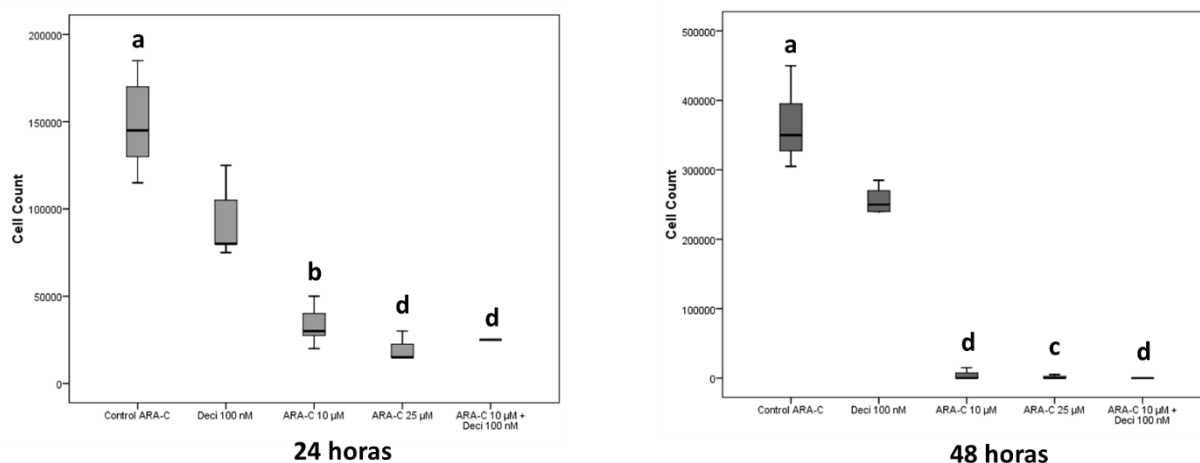 200000
150000
100000
50000
0
Cell Count
a
b
d
d
Control ARA-C
Deci 100 nM
ARA-C 10 µM
ARA-C 25 µM
ARA-C 10 µM +
Deci 100 nM
24 horas
500000
400000
300000
200000
100000
0
Cell Count
a
d
c
d
Control ARA-C
Deci 100 nM
ARA-C 10 µM
ARA-C 25 µM
ARA-C 10 µM +
Deci 100 nM
48 horas